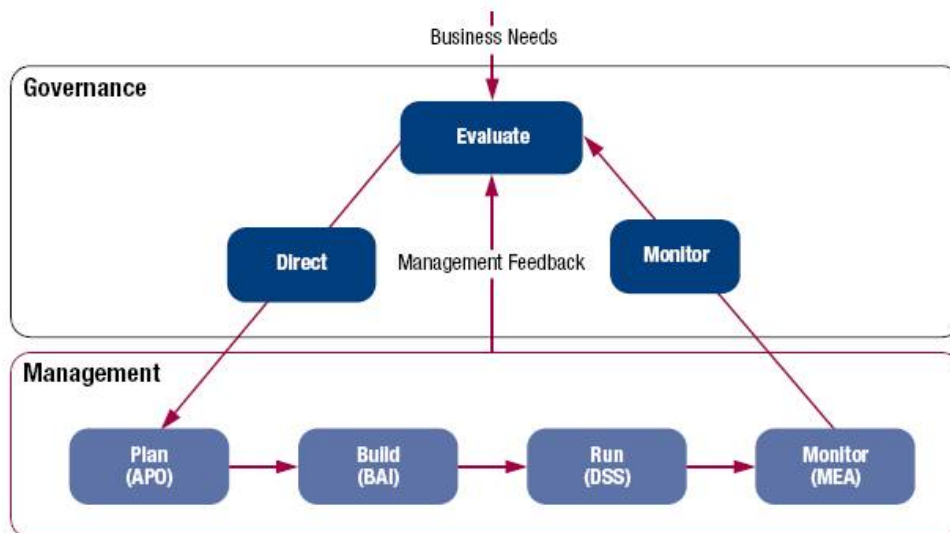 Business Needs
Governance
Evaluate
Direct
Management Feedback
Monitor
Management
Plan
(APO)
Build
(BAI)
Run
(DSS)
Monitor
(MEA)